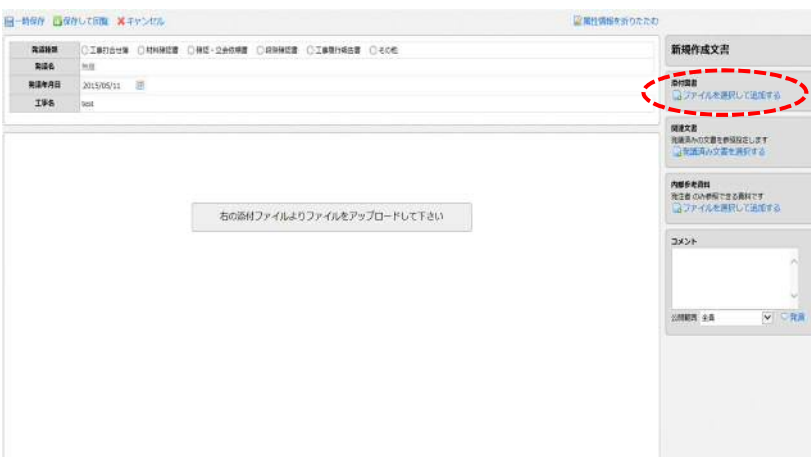 一時保存 保存して回覧 キャンセル 属性情報を折りたたむ
発議種類 工事打合せ簿 材料確認書 確認・立会依頼書 段階確認書 工事履行報告書 その他
発議名 無題
発議年月日 2015/05/11
工事名 test
右の添付ファイルよりファイルをアップロードして下さい
新規作成文書
添付図書
ファイルを選択して追加する
関連文書
発議済みの文書を参照設定します
発議済み文書を選択する
内部参考資料
発注者のみ参照できる資料です
ファイルを選択して追加する
コメント
公開範囲 全員 発言